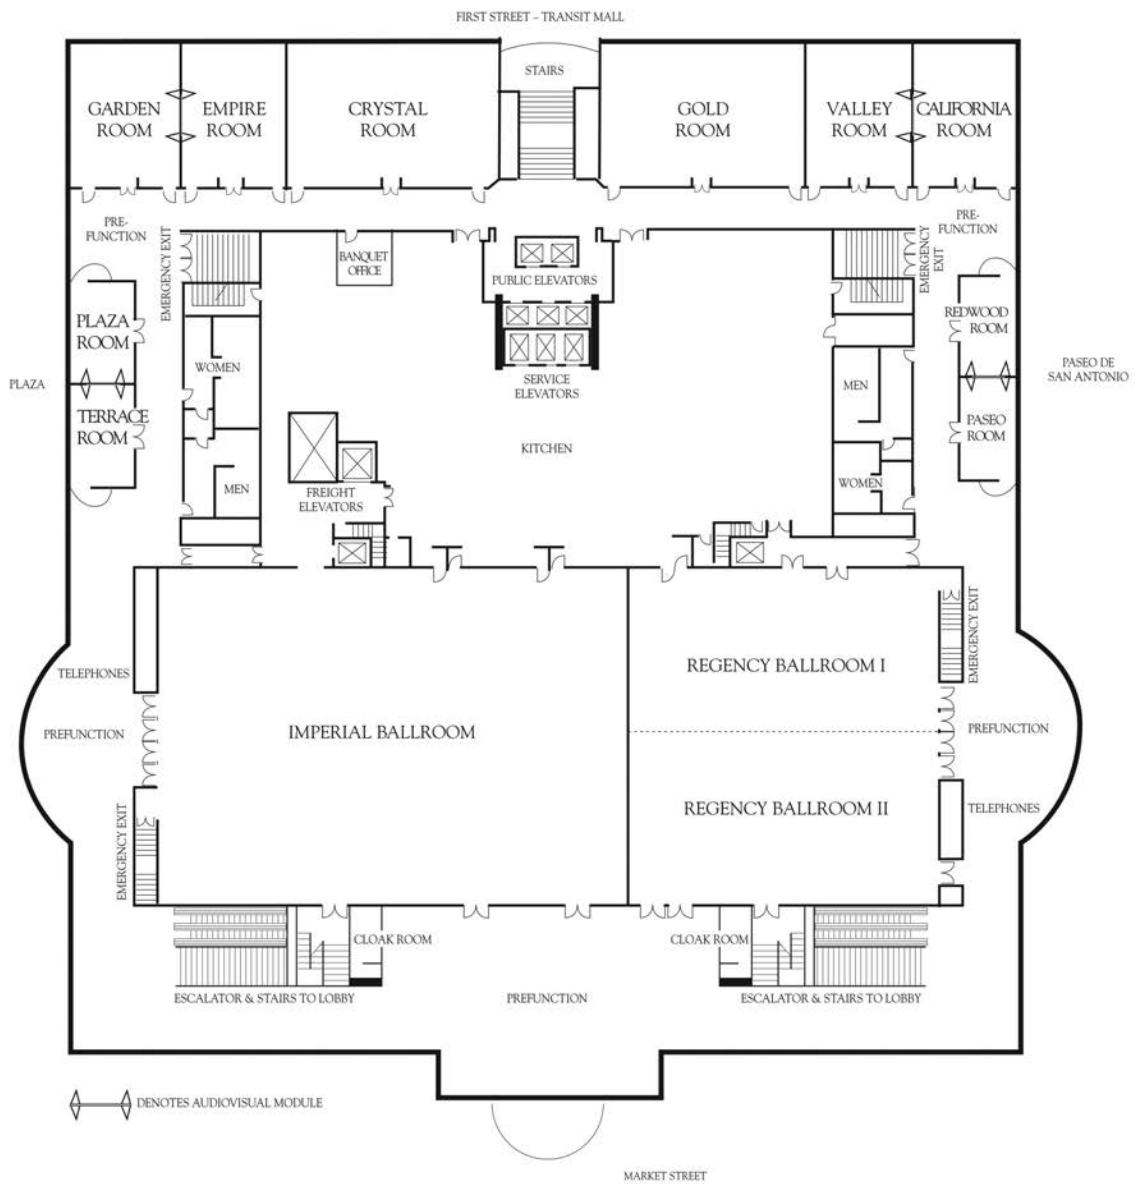 FIRST STREET – TRANSIT MALL
STAIRS
GARDEN
ROOM
EMPIRE
ROOM
CRYSTAL
ROOM
GOLD
ROOM
VALLEY
ROOM
CALIFORNIA
ROOM
PRE-
FUNCTION
EMERGENCY EXIT
BANQUET
OFFICE
PUBLIC ELEVATORS
EMERGENCY
EXIT
PRE-
FUNCTION
PLAZA
ROOM
REDWOOD
ROOM
WOMEN
SERVICE
ELEVATORS
MEN
PLAZA
PASEO DE
SAN ANTONIO
TERRACE
ROOM
PASEO
ROOM
KITCHEN
MEN
FREIGHT
ELEVATORS
WOMEN
EMERGENCY EXIT
TELEPHONES
REGENCY BALLROOM I
PREFUNCTION
IMPERIAL BALLROOM
PREFUNCTION
REGENCY BALLROOM II
TELEPHONES
EMERGENCY EXIT
CLOAK ROOM
CLOAK ROOM
ESCALATOR & STAIRS TO LOBBY
PREFUNCTION
ESCALATOR & STAIRS TO LOBBY
DENOTES AUDIOVISUAL MODULE
MARKET STREET